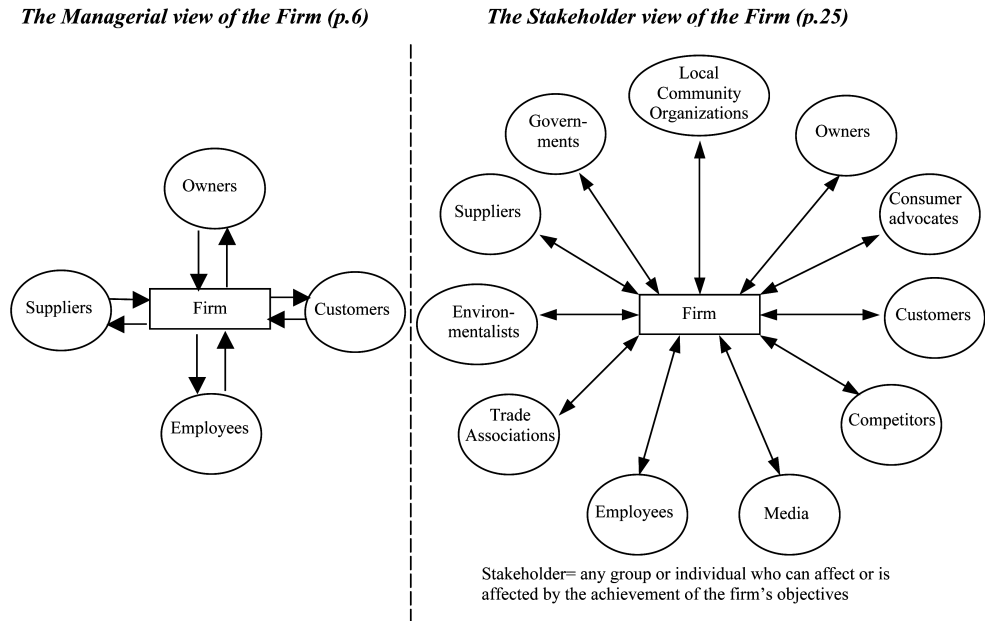 The Managerial view of the Firm (p.6)
Owners
Suppliers
Firm
Customers
Employees
The Stakeholder view of the Firm (p.25)
Local
Community
Organizations
Govern-
ments
Owners
Suppliers
Consumer
advocates
Environ-
mentalists
Firm
Customers
Trade
Associations
Competitors
Employees
Media
Stakeholder= any group or individual who can affect or is
affected by the achievement of the firm’s objectives